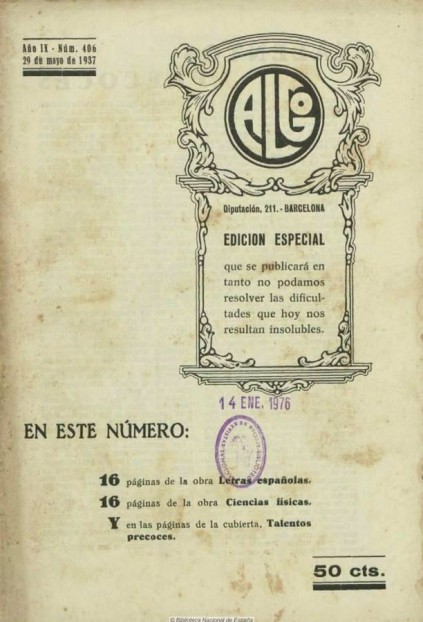 Año IX - Núm. 406
29 de mayo de 1937
ALGO
Diputación, 211. - BARCELONA
EDICION ESPECIAL
que se publicará en
tanto no podamos
resolver las dificul-
tades que hoy nos
resultan insolubles.
14 ENE. 1976
EN ESTE NÚMERO:
16 páginas de la obra Letras españolas.
16 páginas de la obra Ciencias físicas.
Y en las páginas de la cubierta, Talentos
precoces.
50 cts.
© Biblioteca Nacional de España